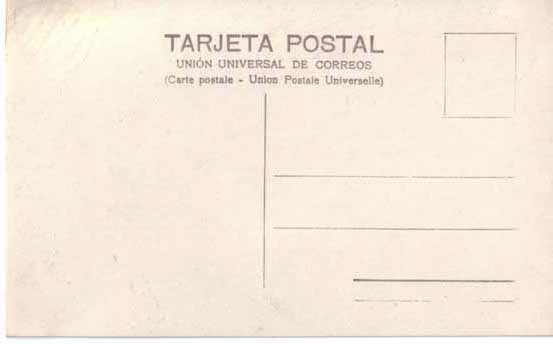 TARJETA POSTAL
UNIÓN UNIVERSAL DE CORREOS
(Carte postale - Union Postale Universelle)